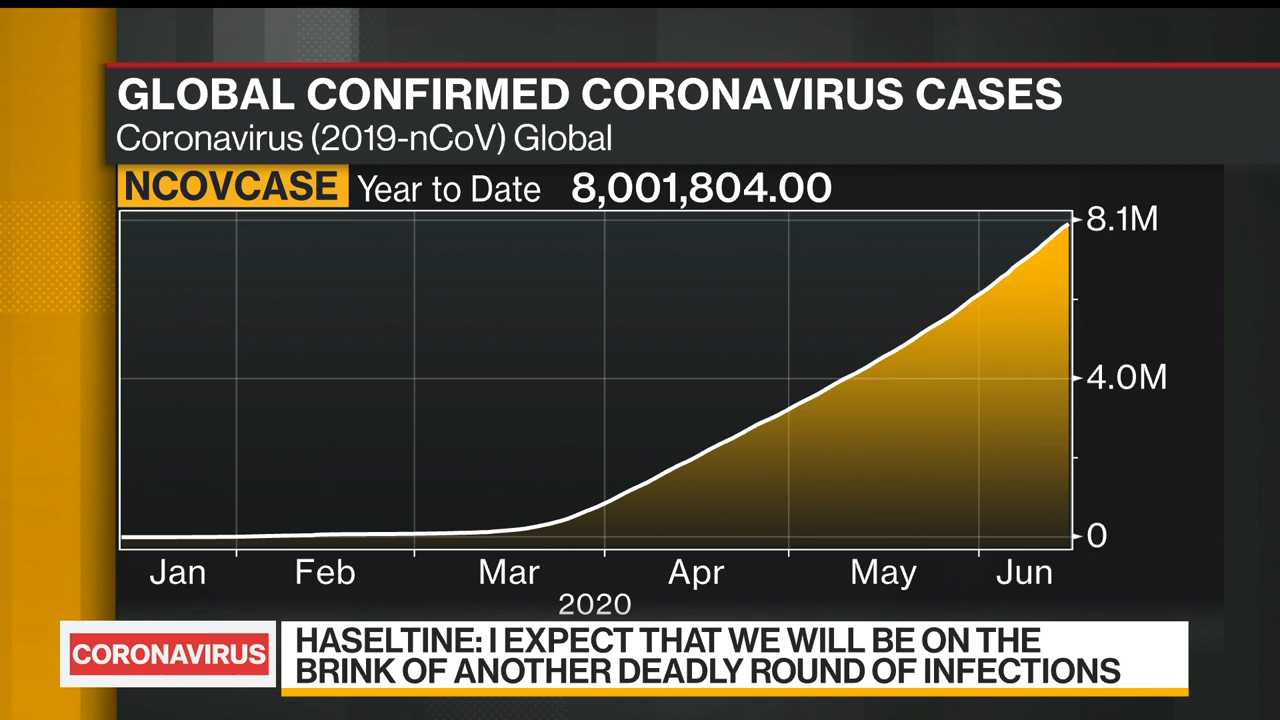 GLOBAL CONFIRMED CORONAVIRUS CASES
Coronavirus (2019-nCoV) Global
NCOVCASE Year to Date 8,001,804.00
8.1M
4.0M
0
Jan Feb Mar Apr May Jun
2020
CORONAVIRUS
HASELTINE: I EXPECT THAT WE WILL BE ON THE
BRINK OF ANOTHER DEADLY ROUND OF INFECTIONS